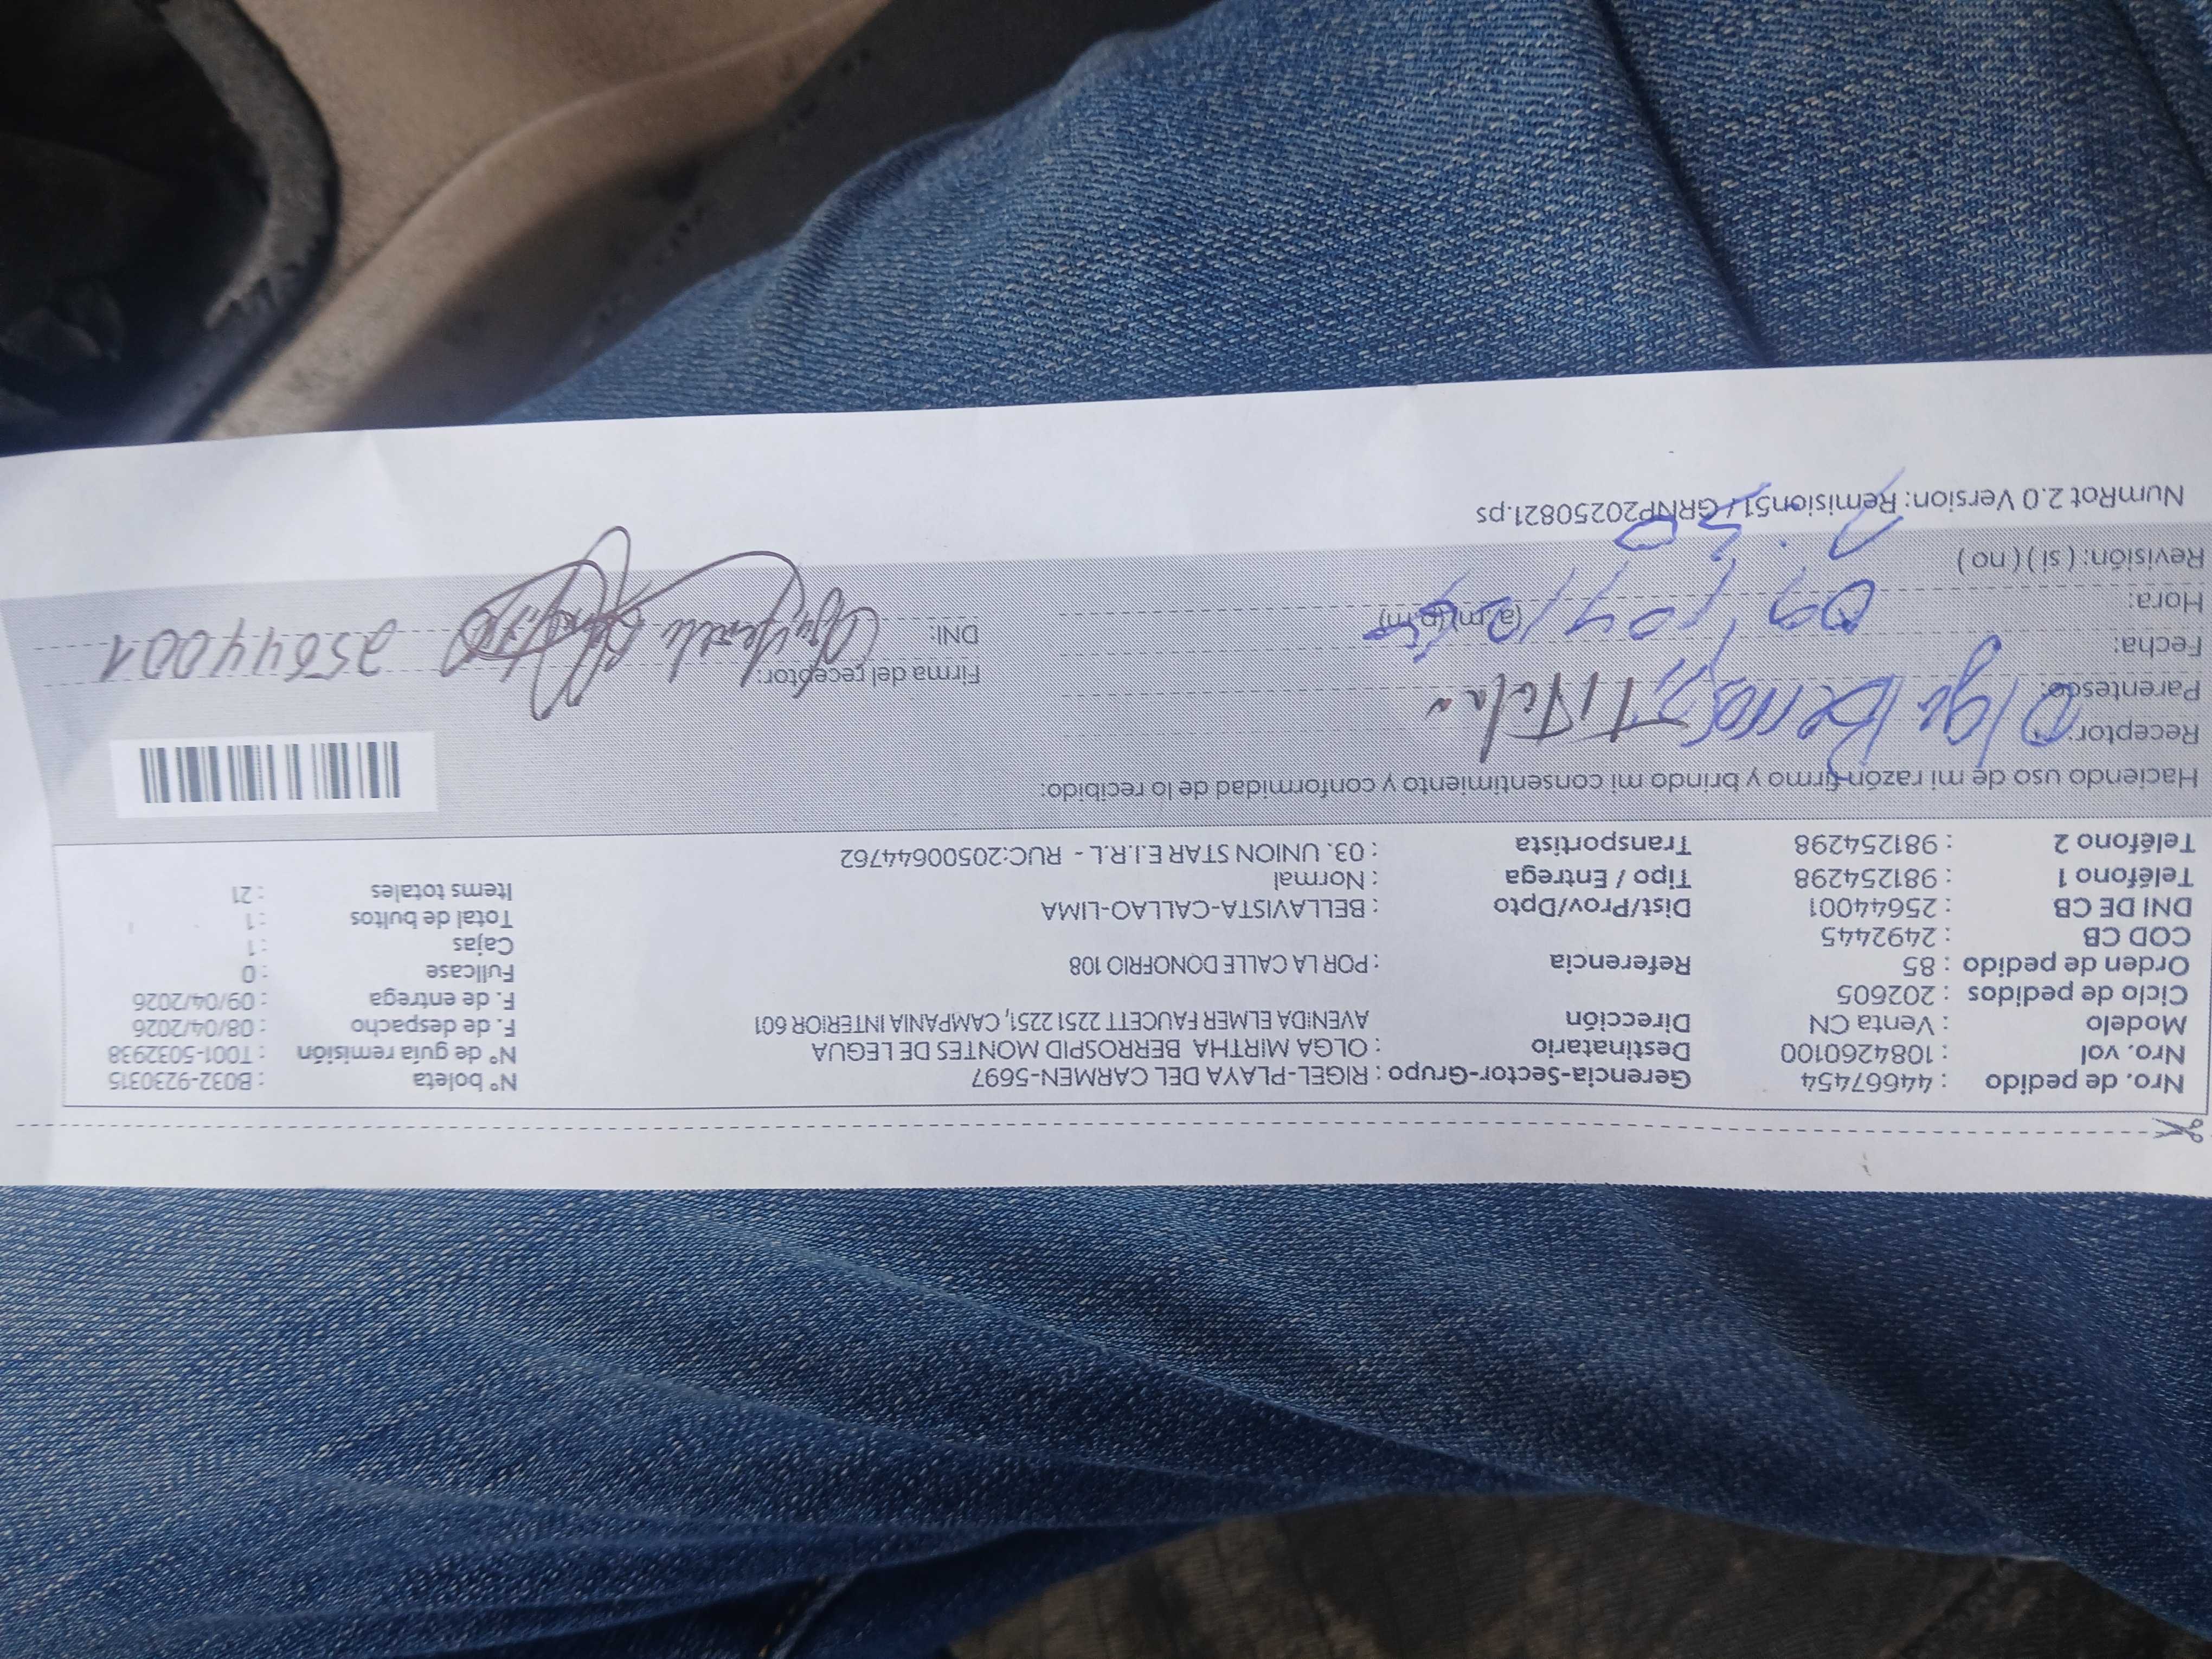 Nro. de pedido : 44667454 Gerencia-Sector-Grupo : RIGEL-PLAYA DEL CARMEN-5697 N° boleta : B032-9230315
Nro. vol : 1084260100 Destinatario : OLGA MIRTHA BERROSPID MONTES DE LEGUA N° de guía remisión : T001-5032938
Modelo : Venta CN Dirección AVENIDA ELMER FAUCETT 2251 2251, CAMPANIA INTERIOR 601 F. de despacho : 08/04/2026
Ciclo de pedidos : 202605 F. de entrega : 09/04/2026
Orden de pedido : 85 Referencia : POR LA CALLE DONOFRIO 108 Fullcase : 0
COD CB : 2492445 Cajas : 1
DNI DE CB : 25644001 Dist/Prov/Dpto : BELLAVISTA-CALLAO-LIMA Total de bultos : 1
Teléfono 1 : 981254298 Tipo / Entrega : Normal Items totales : 21
Teléfono 2 : 981254298 Transportista : 03. UNION STAR E.I.R.L - RUC:20500644762
Haciendo uso de mi razón firmo y brindo mi consentimiento y conformidad de lo recibido:
Receptor: Olga
Parentesco: Titular Firma del receptor:
Fecha: 09/04/26 DNI: 25644001
Hora: (a.m)(p.m)
Revisión: ( si ) ( no )
NumRot 2.0 Version: Remision511 GRNP20250821.ps